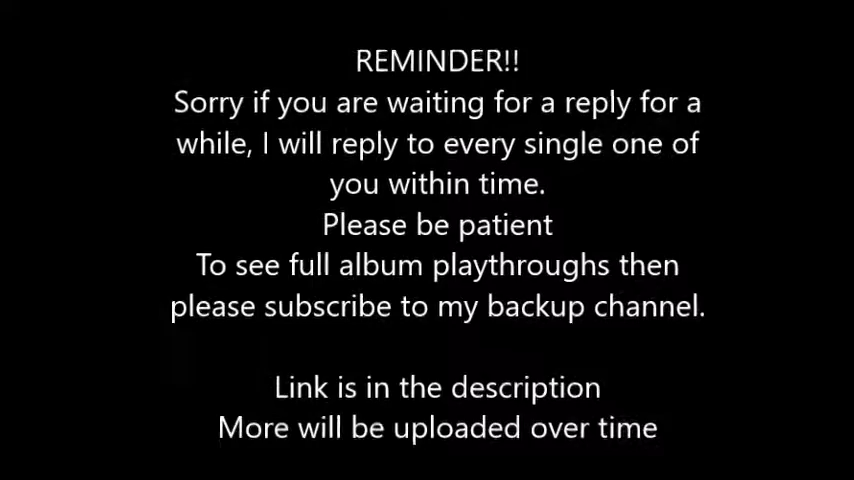 REMINDER!!
Sorry if you are waiting for a reply for a
while, I will reply to every single one of
you within time.
Please be patient
To see full album playthroughs then
please subscribe to my backup channel.
Link is in the description
More will be uploaded over time